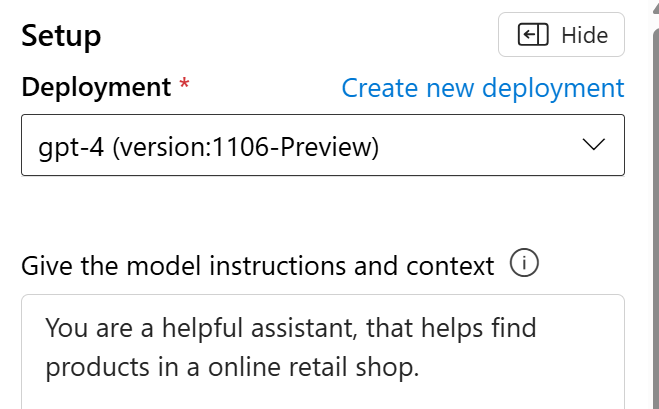 Setup
Hide
Deployment *
Create new deployment
gpt-4 (version:1106-Preview)
Give the model instructions and context
You are a helpful assistant, that helps find
products in a online retail shop.